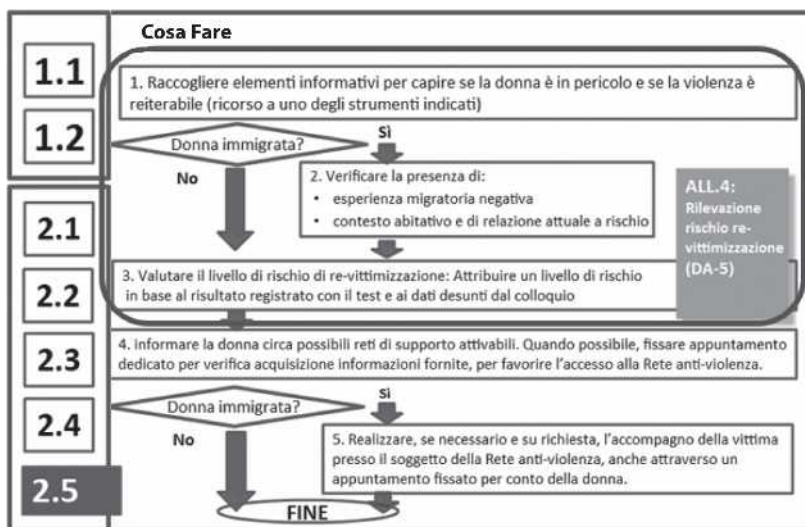 Cosa Fare
1.1
1.2
2.1
2.2
2.3
2.4
2.5
1. Raccogliere elementi informativi per capire se la donna è in pericolo e se la violenza è
reiterabile (ricorso a uno degli strumenti indicati)
Donna immigrata?
Sì
No
2. Verificare la presenza di:
• esperienza migratoria negativa
• contesto abitativo e di relazione attuale a rischio
ALL.4:
Rilevazione
rischio re-
vittimizzazione
(DA-5)
3. Valutare il livello di rischio di re-vittimizzazione: Attribuire un livello di rischio
in base al risultato registrato con il test e ai dati desunti dal colloquio
4. informare la donna circa possibili reti di supporto attivabili. Quando possibile, fissare appuntamento
dedicato per verifica acquisizione informazioni fornite, per favorire l'accesso alla Rete anti-violenza.
Donna immigrata?
Sì
No
5. Realizzare, se necessario e su richiesta, l'accompagno della vittima
presso il soggetto della Rete anti-violenza, anche attraverso un
appuntamento fissato per conto della donna.
FINE